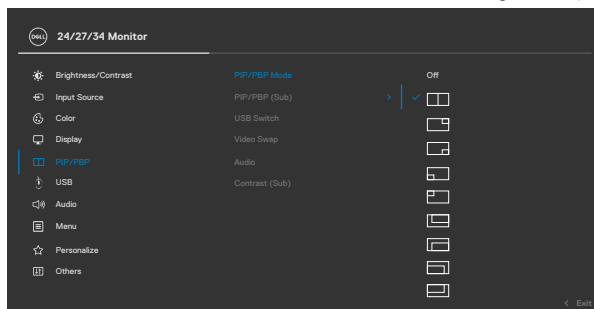 DELL
24/27/34 Monitor
Brightness/Contrast
PIP/PBP Mode
Off
Input Source
PIP/PBP (Sub)
Color
USB Switch
Display
Video Swap
PIP/PBP
Audio
USB
Contrast (Sub)
Audio
Menu
Personalize
Others
Exit